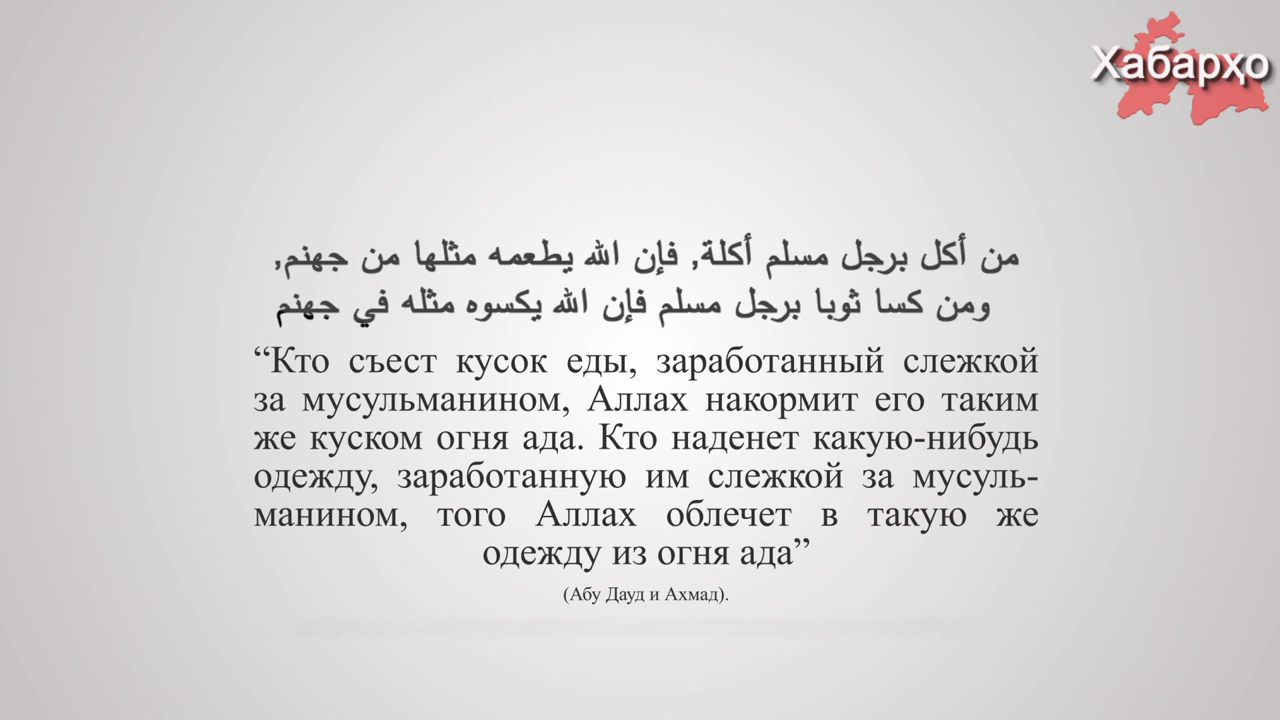 Хабарҳо
من أكل برجل مسلم أكلة, فإن الله يطعمه مثلها من جهنم,
ومن كسا ثوبا برجل مسلم فإن الله يكسوه مثله في جهنم
“Кто съест кусок еды, заработанный слежкой
за мусульманином, Аллах накормит его таким
же куском огня ада. Кто наденет какую-нибудь
одежду, заработанную им слежкой за мусуль-
манином, того Аллах облечет в такую же
одежду из огня ада”
(Абу Дауд и Ахмад).